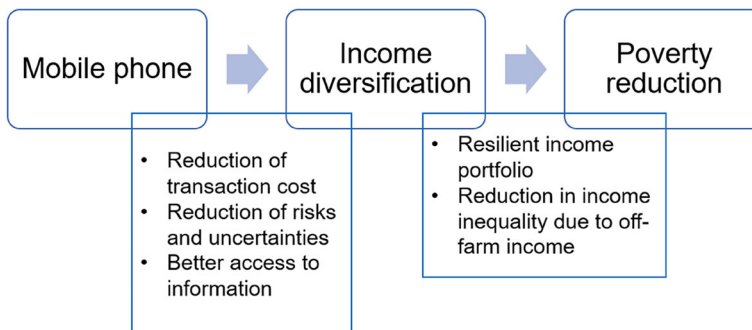 Mobile phone
Income
diversification
Poverty
reduction
• Reduction of
transaction cost
• Reduction of risks
and uncertainties
• Better access to
information
• Resilient income
portfolio
• Reduction in income
inequality due to off-
farm income